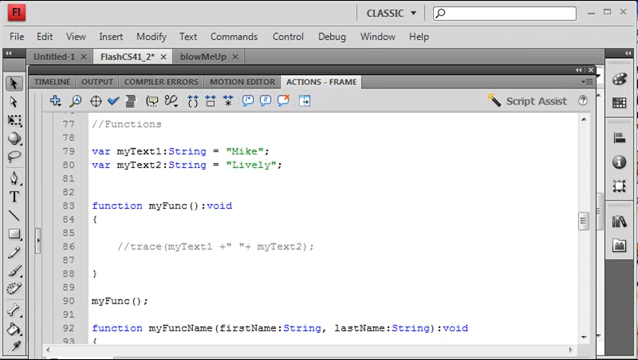 Fl
CLASSIC
File Edit View Insert Modify Text Commands Control Debug Window Help
Untitled-1 FlashCS41_2* blowMeUp
TIMELINE OUTPUT COMPILER ERRORS MOTION EDITOR ACTIONS - FRAME
Script Assist
77 //Functions
78
79 var myText1:String = "Mike";
80 var myText2:String = "Lively";
81
82
83 function myFunc():void
84 {
85
86 //trace(myText1 +" "+ myText2);
87
88 }
89
90 myFunc();
91
92 function myFuncName(firstName:String, lastName:String):void
93 {